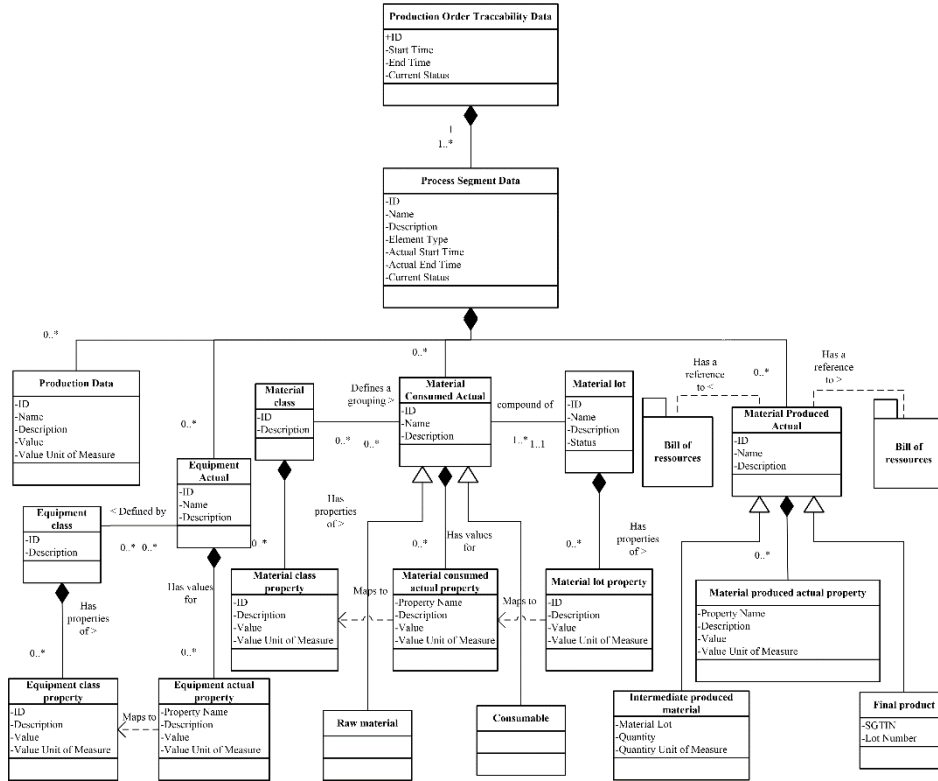 Production Order Traccability Data
+ID
-Start Time
-End Time
-Current Status
1
1..*
Process Segment Data
-ID
-Name
-Description
-Element Type
-Actual Start Time
-Actual End Time
-Current Status
0..*
Production Data
-ID
-Name
-Description
-Value
-Value Unit of Measure
0..*
Equipment
Actual
-ID
-Name
-Description
< Defined by
0..* 0..*
Equipment class
-ID
-Description
Has
properties
of >
0..*
Equipment class
property
-ID
-Description
-Value
-Value Unit of Measure
Maps to
Has values
for
0..*
Equipment actual
property
-Property Name
-Description
-Value
-Value Unit of Measure
Material
class
-ID
-Description
Defines a
grouping >
0..* 0..*
0..*
Material
Consumed Actual
-ID
-Name
-Description
compound of
1..* 1..1
Material lot
-ID
-Name
-Description
-Status
Has
properties
of >
0..*
Material class
property
-ID
-Description
-Value
-Value Unit of Measure
Maps to
0..*
Has values
for
Material consumed
actual property
-Property Name
-Description
-Value
-Value Unit of Measure
Maps to
Has
properties
of >
0..*
Material lot property
-ID
-Description
-Value
-Value Unit of Measure
Raw material
Consumable
Has a
reference
to <
Bill of
ressources
0..*
Has a
reference
to >
Bill of
ressources
Material Produced
Actual
-ID
-Name
-Description
0..*
Material produced actual property
-Property Name
-Description
-Value
-Value Unit of Measure
Intermediate produced
material
-Material Lot
-Quantity
-Quantity Unit of Measure
Final product
-SGTIN
-Lot Number